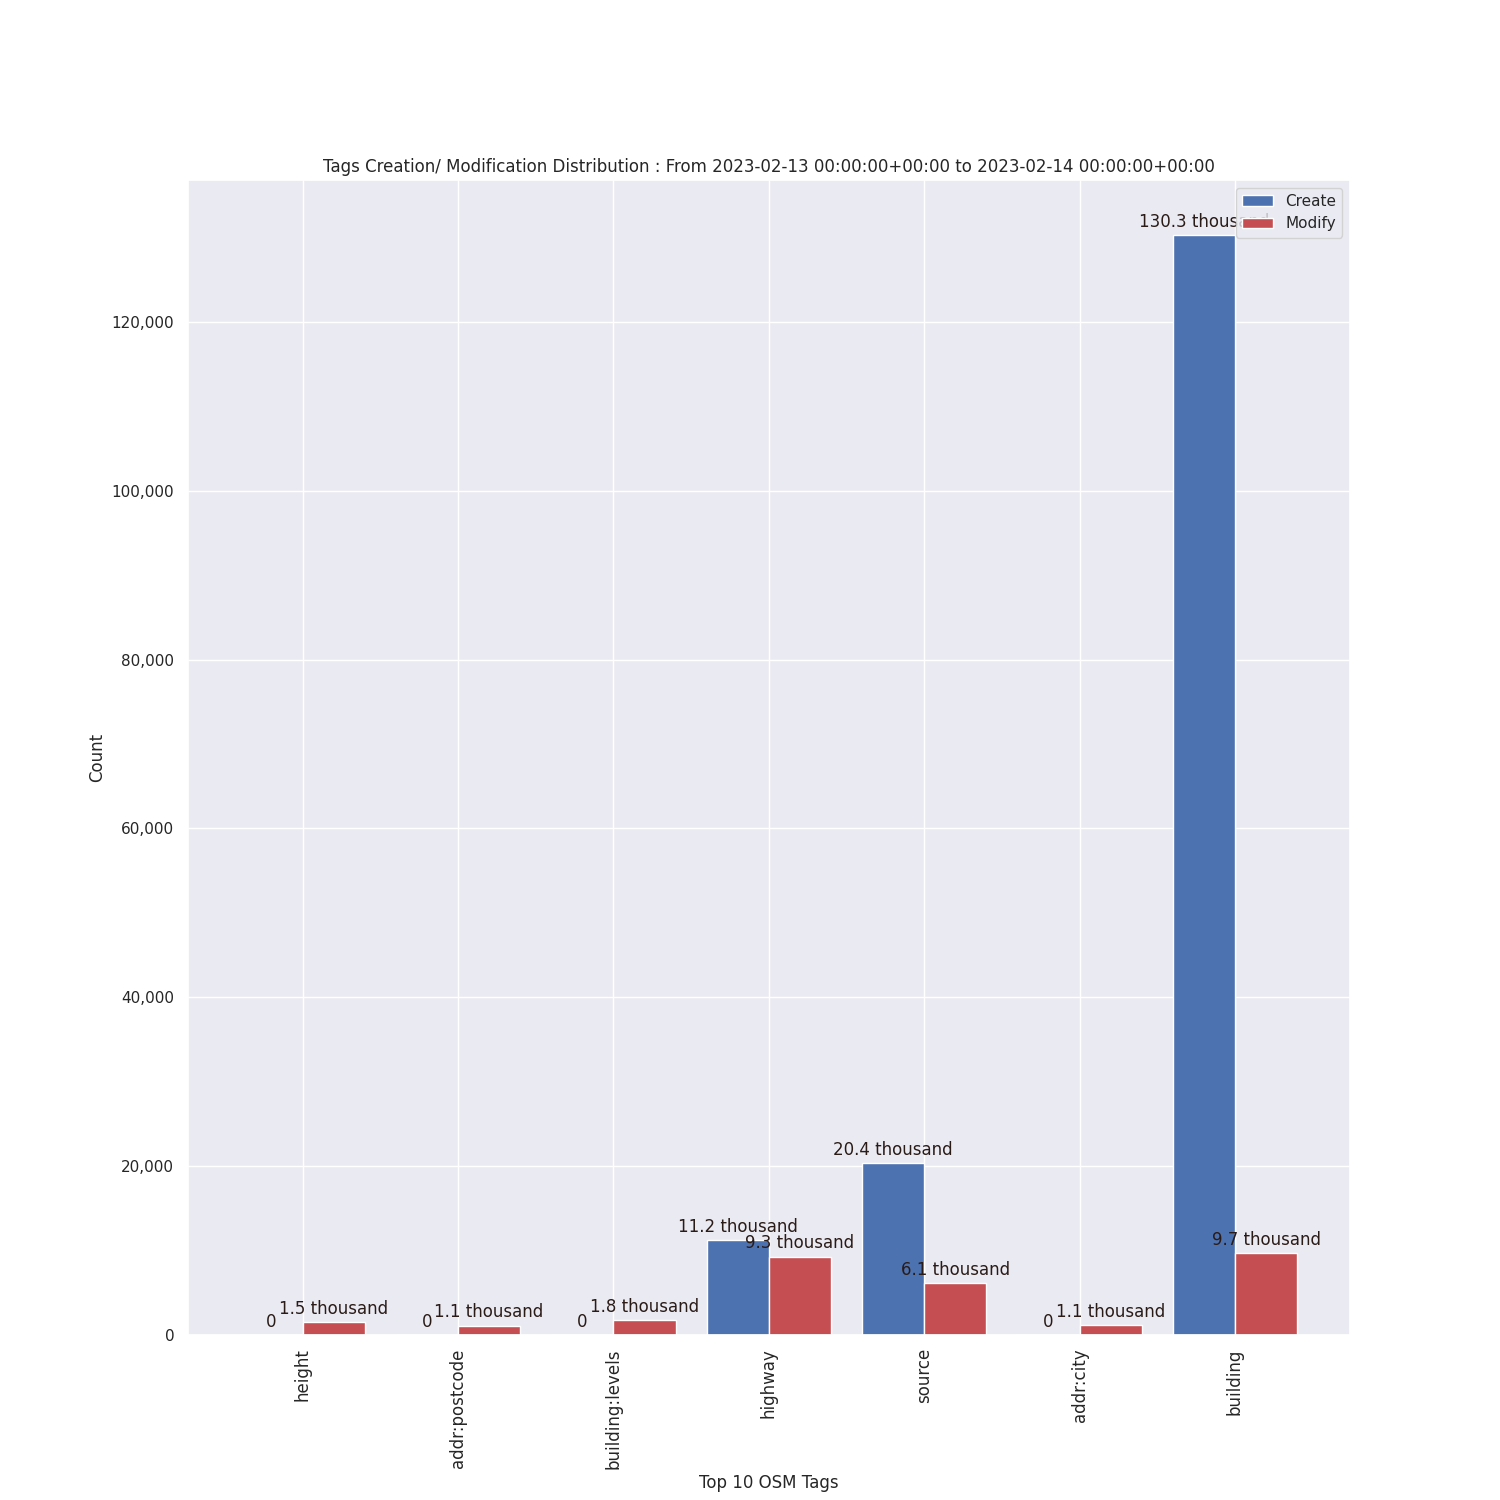 Tags Creation/ Modification Distribution : From 2023-02-13 00:00:00+00:00 to 2023-02-14 00:00:00+00:00
Create
Modify
130.3
120,000
100,000
80,000
60,000
40,000
20,000
0
Count
20.4 thousand
11.2 thousand
9.3 thousand
9.7 thousand
6.1 thousand
0
1.5 thousand
0
1.1 thousand
0
1.8 thousand
0
1.1 thousand
height
addr:postcode
building:levels
highway
source
addr:city
building
Top 10 OSM Tags